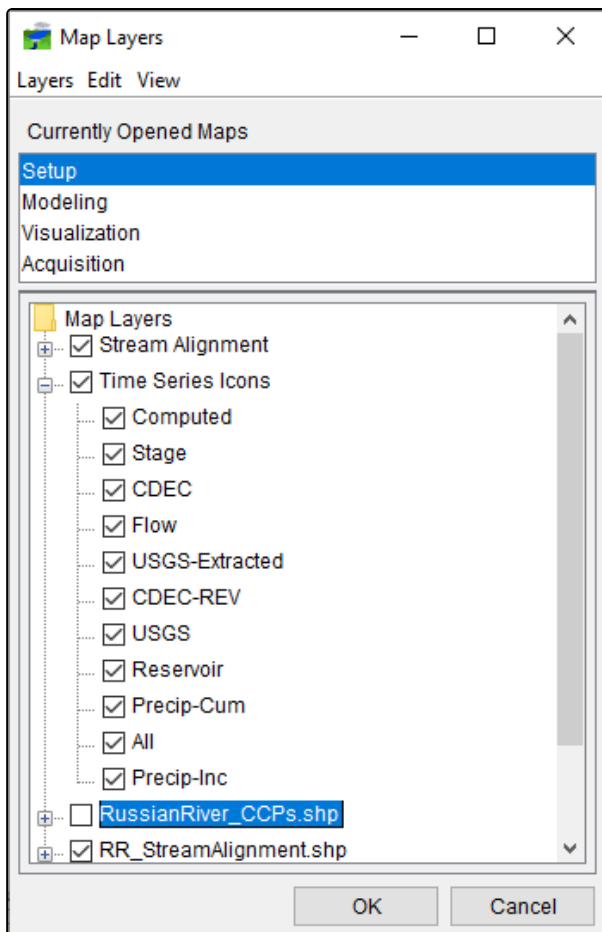 Map Layers
Layers Edit View
Currently Opened Maps
Setup
Modeling
Visualization
Acquisition
Map Layers
Stream Alignment
Time Series Icons
Computed
Stage
CDEC
Flow
USGS-Extracted
CDEC-REV
USGS
Reservoir
Precip-Cum
All
Precip-Inc
RussianRiver_CCPs.shp
RR_StreamAlignment.shp
OK Cancel